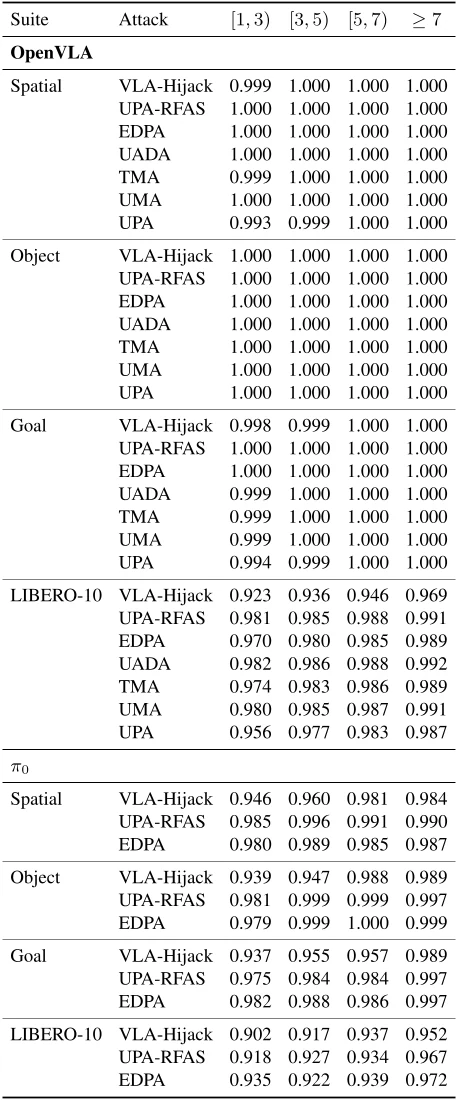 Suite Attack [1, 3) [3, 5) [5, 7) ≥ 7
OpenVLA
Spatial VLA-Hijack 0.999 1.000 1.000 1.000
UPA-RFAS 1.000 1.000 1.000 1.000
EDPA 1.000 1.000 1.000 1.000
UADA 1.000 1.000 1.000 1.000
TMA 0.999 1.000 1.000 1.000
UMA 1.000 1.000 1.000 1.000
UPA 0.993 0.999 1.000 1.000
Object VLA-Hijack 1.000 1.000 1.000 1.000
UPA-RFAS 1.000 1.000 1.000 1.000
EDPA 1.000 1.000 1.000 1.000
UADA 1.000 1.000 1.000 1.000
TMA 1.000 1.000 1.000 1.000
UMA 1.000 1.000 1.000 1.000
UPA 1.000 1.000 1.000 1.000
Goal VLA-Hijack 0.998 0.999 1.000 1.000
UPA-RFAS 1.000 1.000 1.000 1.000
EDPA 1.000 1.000 1.000 1.000
UADA 0.999 1.000 1.000 1.000
TMA 0.999 1.000 1.000 1.000
UMA 0.999 1.000 1.000 1.000
UPA 0.994 0.999 1.000 1.000
LIBERO-10 VLA-Hijack 0.923 0.936 0.946 0.969
UPA-RFAS 0.981 0.985 0.988 0.991
EDPA 0.970 0.980 0.985 0.989
UADA 0.982 0.986 0.988 0.992
TMA 0.974 0.983 0.986 0.989
UMA 0.980 0.985 0.987 0.991
UPA 0.956 0.977 0.983 0.987
π₀
Spatial VLA-Hijack 0.946 0.960 0.981 0.984
UPA-RFAS 0.985 0.996 0.991 0.990
EDPA 0.980 0.989 0.985 0.987
Object VLA-Hijack 0.939 0.947 0.988 0.989
UPA-RFAS 0.981 0.999 0.999 0.997
EDPA 0.979 0.999 1.000 0.999
Goal VLA-Hijack 0.937 0.955 0.957 0.989
UPA-RFAS 0.975 0.984 0.984 0.997
EDPA 0.982 0.988 0.986 0.997
LIBERO-10 VLA-Hijack 0.902 0.917 0.937 0.952
UPA-RFAS 0.918 0.927 0.934 0.967
EDPA 0.935 0.922 0.939 0.972